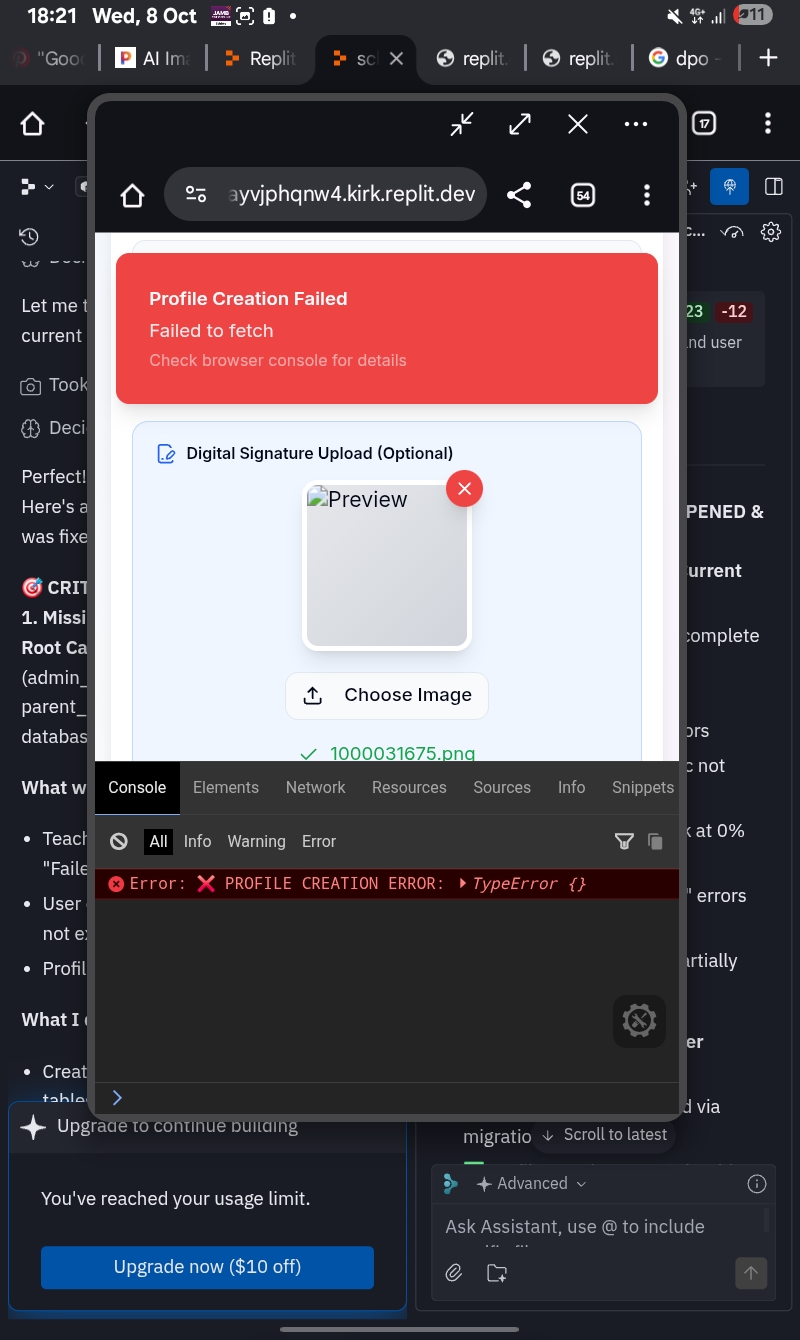 18:21 Wed, 8 Oct
4G+
11
"Goo
AI Im
Replit
scl
replit.
replit.
dpo -
17
ayvjphqnw4.kirk.replit.dev
54
Profile Creation Failed
Failed to fetch
Check browser console for details
Digital Signature Upload (Optional)
Preview
Choose Image
1000031675.png
Console Elements Network Resources Sources Info Snippets
All Info Warning Error
Error: ❌ PROFILE CREATION ERROR: TypeError {}
Let me t
current
Took
Deci
Perfect!
Here's a
was fixe
🎯 CRIT
1. Missi
Root Ca
(admin_
parent_
databas
What w
• Teach
"Faile
• User
not ex
• Profil
What I d
• Creat
table
Upgrade to continue building
You've reached your usage limit.
Upgrade now ($10 off)
c...
23 -12
and user
PENED &
urrent
complete
ors
c not
k at 0%
" errors
artially
er
d via
migratio
Scroll to latest
Advanced
Ask Assistant, use @ to include